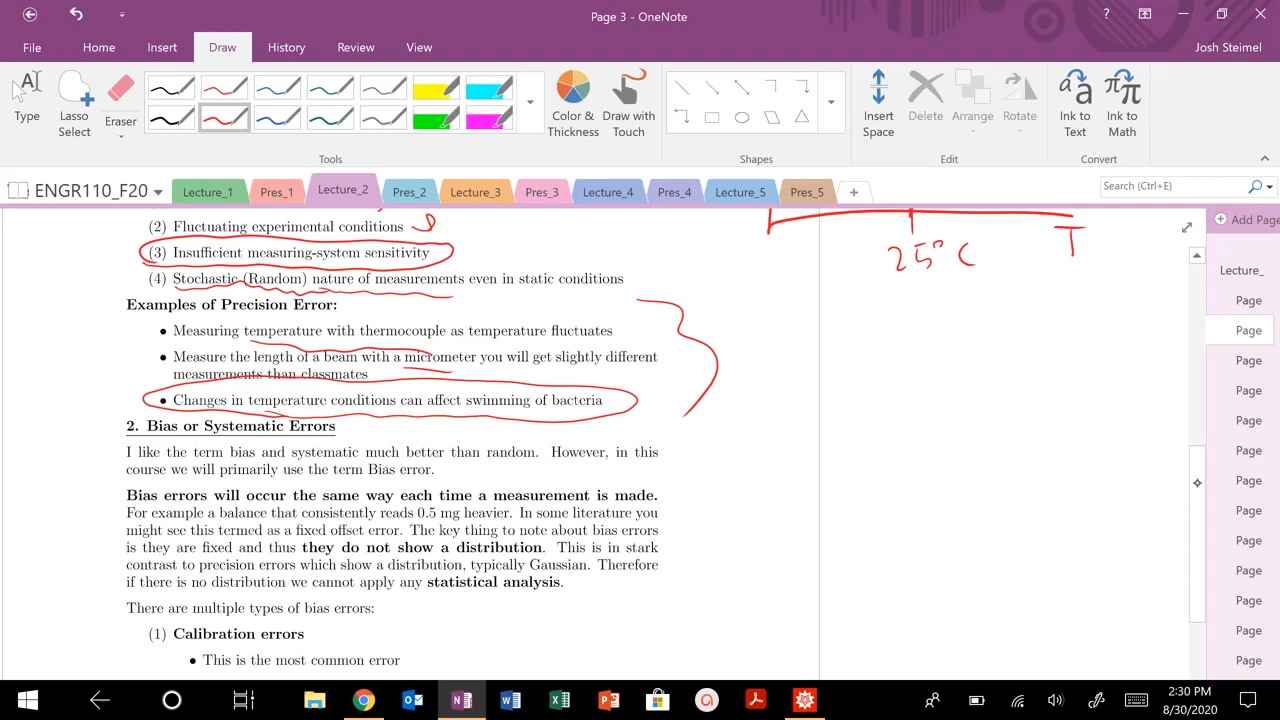 Page 3 - OneNote
File Home Insert Draw History Review View
Josh Steimel
Type
Lasso Select
Eraser
Color & Thickness
Draw with Touch
Insert Space
Delete
Arrange
Rotate
Ink to Text
Ink to Math
Tools
Shapes
Edit
Convert
ENGR110_F20
Lecture_1 Pres_1 Lecture_2 Pres_2 Lecture_3 Pres_3 Lecture_4 Pres_4 Lecture_5 Pres_5
Search (Ctrl+E)
(2) Fluctuating experimental conditions
(3) Insufficient measuring-system sensitivity
(4) Stochastic (Random) nature of measurements even in static conditions
Examples of Precision Error:
• Measuring temperature with thermocouple as temperature fluctuates
• Measure the length of a beam with a micrometer you will get slightly different
measurements than classmates
• Changes in temperature conditions can affect swimming of bacteria
2. Bias or Systematic Errors
I like the term bias and systematic much better than random. However, in this
course we will primarily use the term Bias error.
Bias errors will occur the same way each time a measurement is made.
For example a balance that consistently reads 0.5 mg heavier. In some literature you
might see this termed as a fixed offset error. The key thing to note about bias errors
is they are fixed and thus they do not show a distribution. This is in stark
contrast to precision errors which show a distribution, typically Gaussian. Therefore
if there is no distribution we cannot apply any statistical analysis.
There are multiple types of bias errors:
(1) Calibration errors
• This is the most common error
25° C
T
Add Page
Lecture_
Page
Page
Page
Page
Page
Page
Page
Page
Page
Page
Page
Page
Page
2:30 PM
8/30/2020